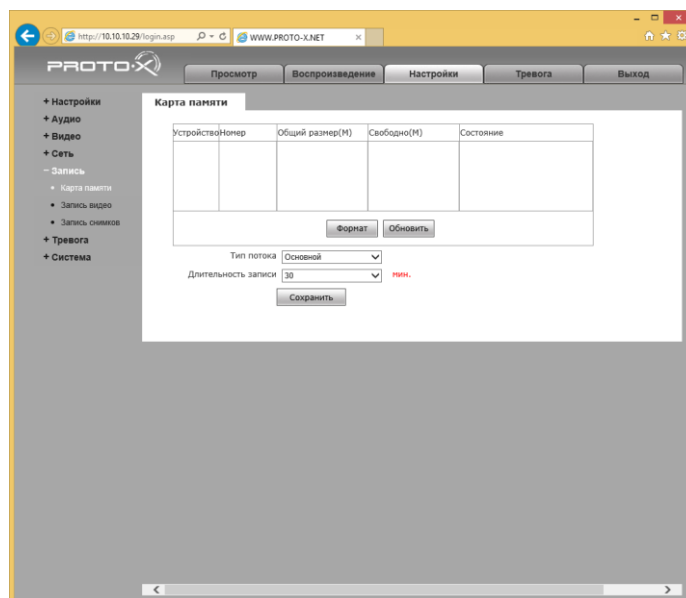 http://10.10.10.29/login.asp
WWW.PROTO-X.NET
PROTO-X
Просмотр Воспроизведение Настройки Тревога Выход
+ Настройки
+ Аудио
+ Видео
+ Сеть
− Запись
• Карта памяти
• Запись видео
• Запись снимков
+ Тревога
+ Система
Карта памяти
Устройство Номер Общий размер(М) Свободно(М) Состояние
Формат Обновить
Тип потока Основной
Длительность записи 30 мин.
Сохранить